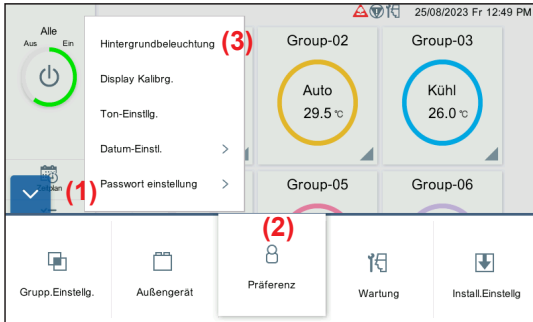 25/08/2023 Fr 12:49 PM
Alle
Aus Ein
Hintergrundbeleuchtung (3)
Display Kalibrg.
Ton-Einstllg.
Datum-Einstl. >
Passwort einstellung >
Group-02
Auto
29.5 °C
Group-03
Kühl
26.0 °C
(1)
Group-05
Group-06
(2)
Grupp.Einstellg.
Außengerät
Präferenz
Wartung
Install.Einstellg